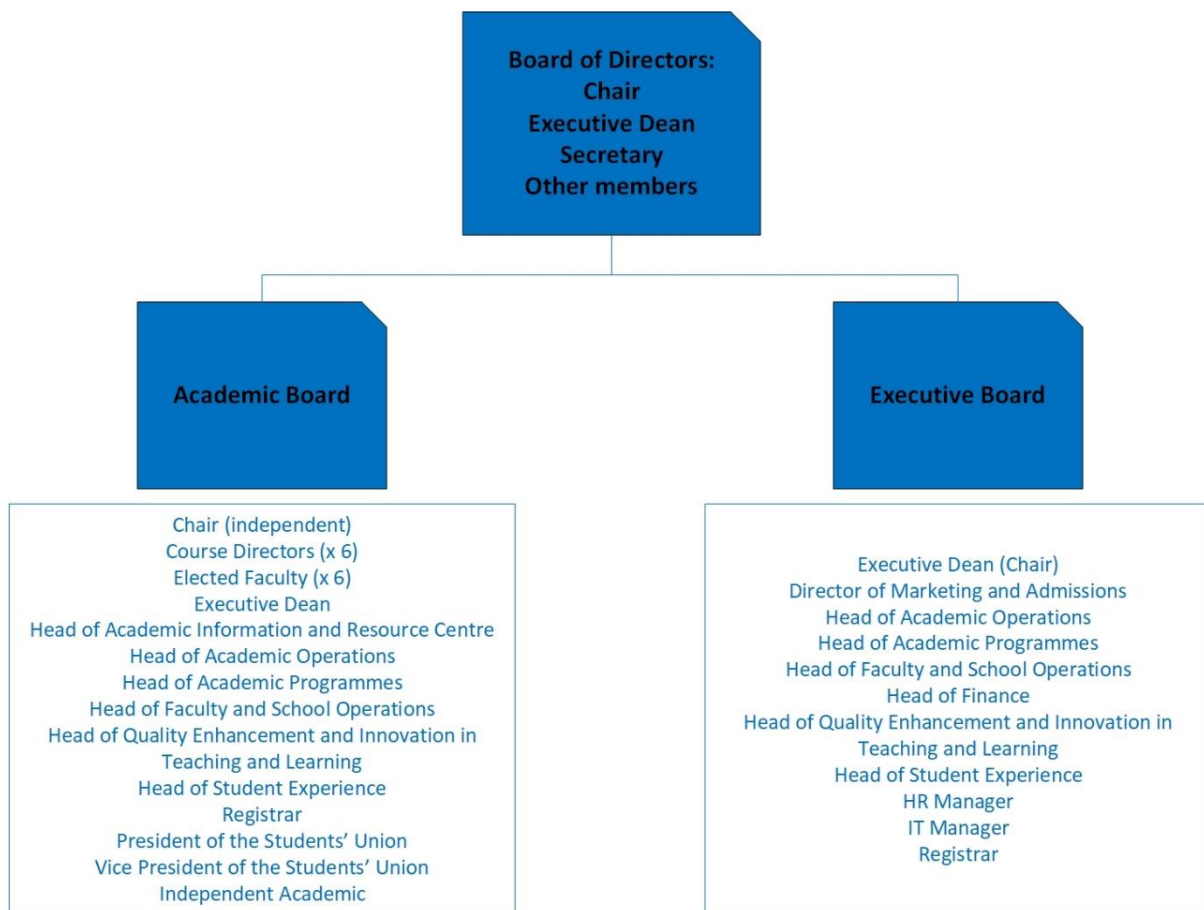 Board of Directors:
Chair
Executive Dean
Secretary
Other members
Academic Board
Executive Board
Chair (independent)
Course Directors (x 6)
Elected Faculty (x 6)
Executive Dean
Head of Academic Information and Resource Centre
Head of Academic Operations
Head of Academic Programmes
Head of Faculty and School Operations
Head of Quality Enhancement and Innovation in
Teaching and Learning
Head of Student Experience
Registrar
President of the Students’ Union
Vice President of the Students’ Union
Independent Academic
Executive Dean (Chair)
Director of Marketing and Admissions
Head of Academic Operations
Head of Academic Programmes
Head of Faculty and School Operations
Head of Finance
Head of Quality Enhancement and Innovation in
Teaching and Learning
Head of Student Experience
HR Manager
IT Manager
Registrar